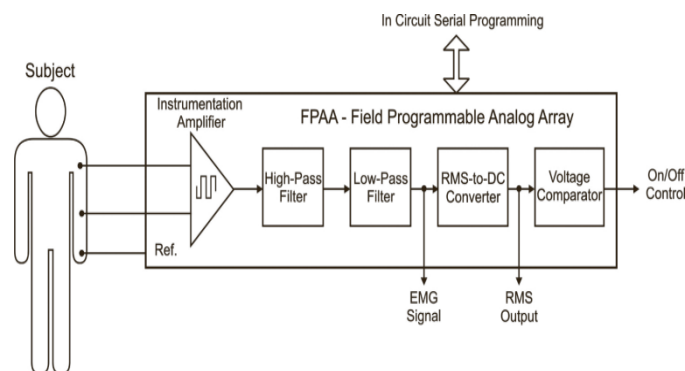 In Circuit Serial Programming
Subject
Instrumentation
Amplifier
FPAA - Field Programmable Analog Array
High-Pass
Filter
Low-Pass
Filter
RMS-to-DC
Converter
Voltage
Comparator
On/Off
Control
Ref.
EMG
Signal
RMS
Output